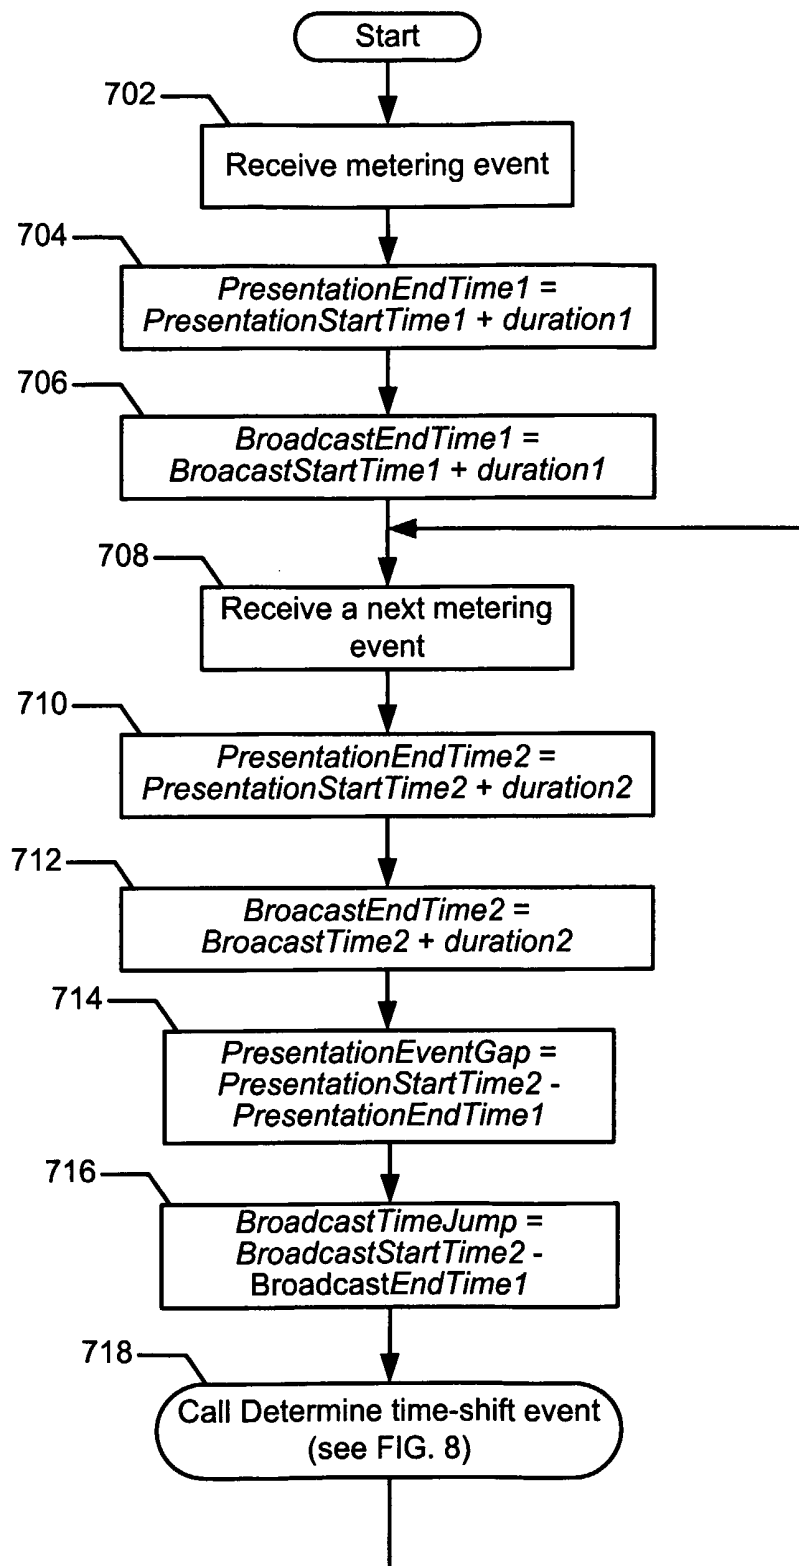 Start
702
Receive metering event
704
PresentationEndTime1 =
PresentationStartTime1 + duration1
706
BroadcastEndTime1 =
BroacastStartTime1 + duration1
708
Receive a next metering
event
710
PresentationEndTime2 =
PresentationStartTime2 + duration2
712
BroacastEndTime2 =
BroacastTime2 + duration2
714
PresentationEventGap =
PresentationStartTime2 -
PresentationEndTime1
716
BroadcastTimeJump =
BroadcastStartTime2 -
BroadcastEndTime1
718
Call Determine time-shift event
(see FIG. 8)